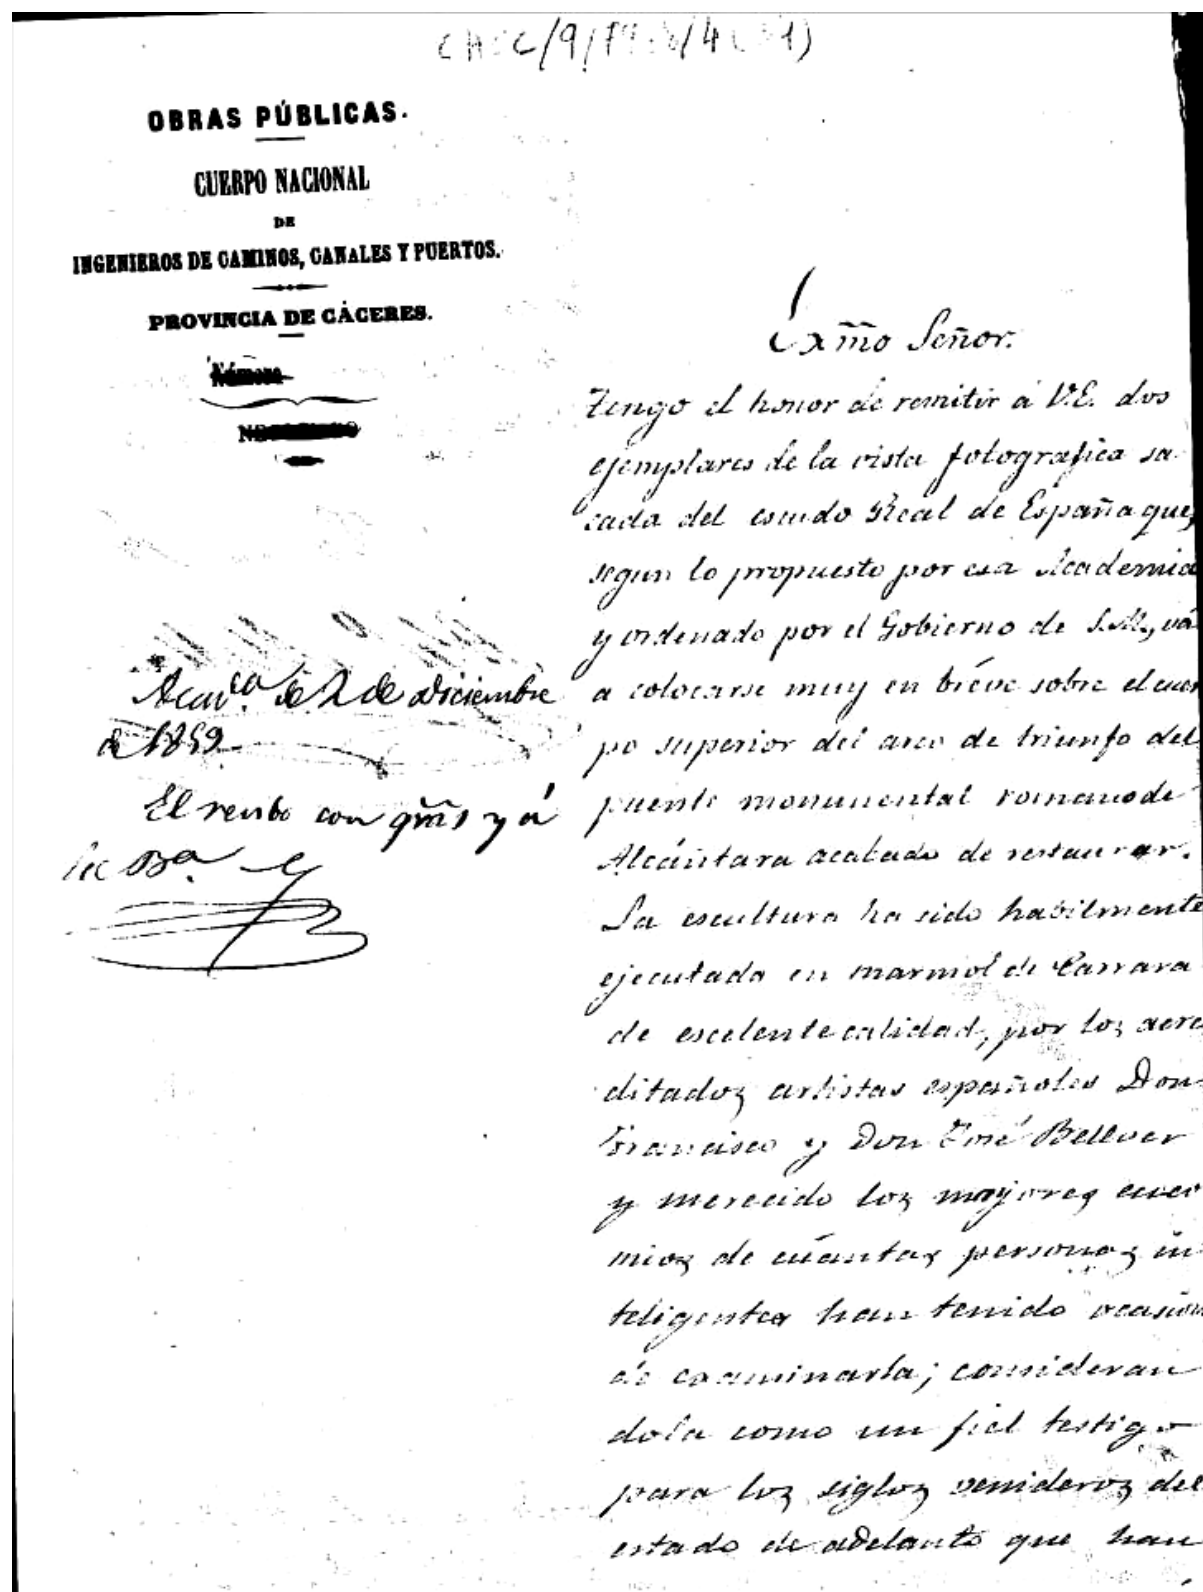 OBRAS PÚBLICAS.
CUERPO NACIONAL
DE
INGENIEROS DE CAMINOS, CANALES Y PUERTOS.
PROVINCIA DE CÁCERES.
Número
Acad.ca de 2 de Diciembre
de 1859
El recibo con gras y á
la Bª.
Exmo Señor.
Tengo el honor de remitir á V.E. dos
ejemplares de la vista fotografica sa
cada del escudo Real de España que,
segun lo propuesto por esa Academia
y ordenado por el Gobierno de S.M., vá
a colocarse muy en bréve sobre el cuer
po superior del arco de triunfo del
puente monumental romano de
Alcántara acabado de restaurar.
La escultura ha sido habilmente
ejecutada en marmol de Carrara
de escelente calidad, por los acre
ditados artistas españoles Don
Francisco y Don José Bellver
y merecido los mayores enco
mios de cuantas personas in
teligentes han tenido ocasion
de examinarla; consideran
dola como un fiel testigo
para los siglos venideros del
estado de adelanto que han